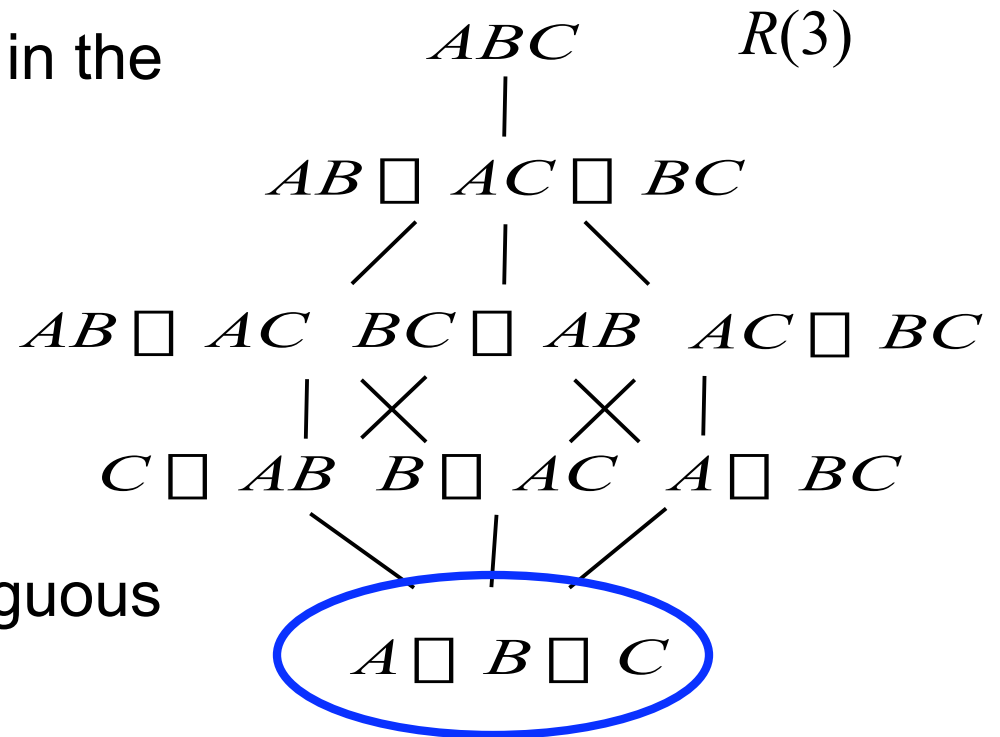 in the
ABC R(3)
AB □ AC □ BC
AB □ AC BC □ AB AC □ BC
C □ AB B □ AC A □ BC
guous
A □ B □ C